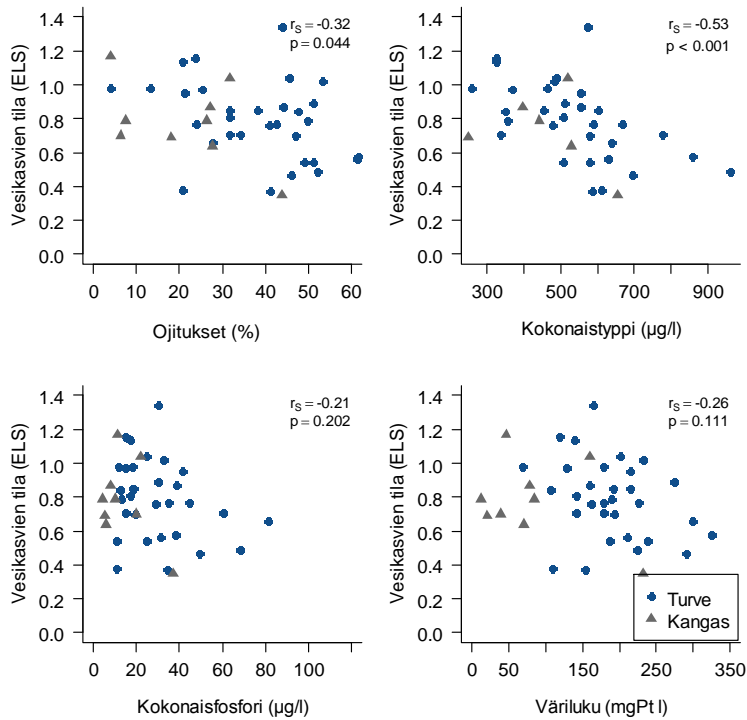 Vesikasvien tila (ELS)
1.4
1.2
1.0
0.8
0.6
0.4
0.2
0.0
rS = -0.32
p = 0.044
0 10 20 30 40 50 60
Ojitukset (%)
Vesikasvien tila (ELS)
1.4
1.2
1.0
0.8
0.6
0.4
0.2
0.0
rS = -0.53
p < 0.001
300 500 700 900
Kokonaistyppi (µg/l)
Vesikasvien tila (ELS)
1.4
1.2
1.0
0.8
0.6
0.4
0.2
0.0
rS = -0.21
p = 0.202
0 20 40 60 80 100
Kokonaisfosfori (µg/l)
Vesikasvien tila (ELS)
1.4
1.2
1.0
0.8
0.6
0.4
0.2
0.0
rS = -0.26
p = 0.111
Turve
Kangas
0 50 150 250 350
Väriluku (mgPt l)